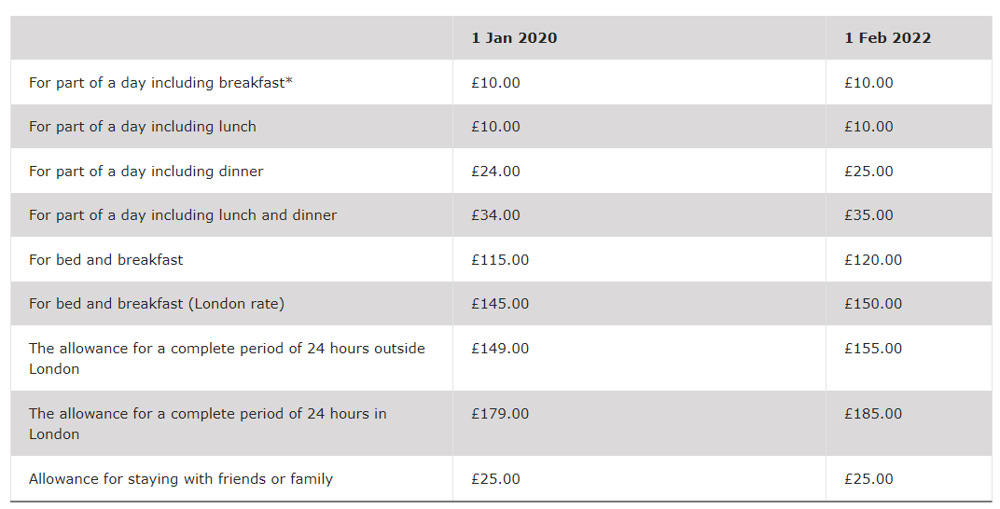 1 Jan 2020 1 Feb 2022
For part of a day including breakfast* £10.00 £10.00
For part of a day including lunch £10.00 £10.00
For part of a day including dinner £24.00 £25.00
For part of a day including lunch and dinner £34.00 £35.00
For bed and breakfast £115.00 £120.00
For bed and breakfast (London rate) £145.00 £150.00
The allowance for a complete period of 24 hours outside £149.00 £155.00
London
The allowance for a complete period of 24 hours in £179.00 £185.00
London
Allowance for staying with friends or family £25.00 £25.00